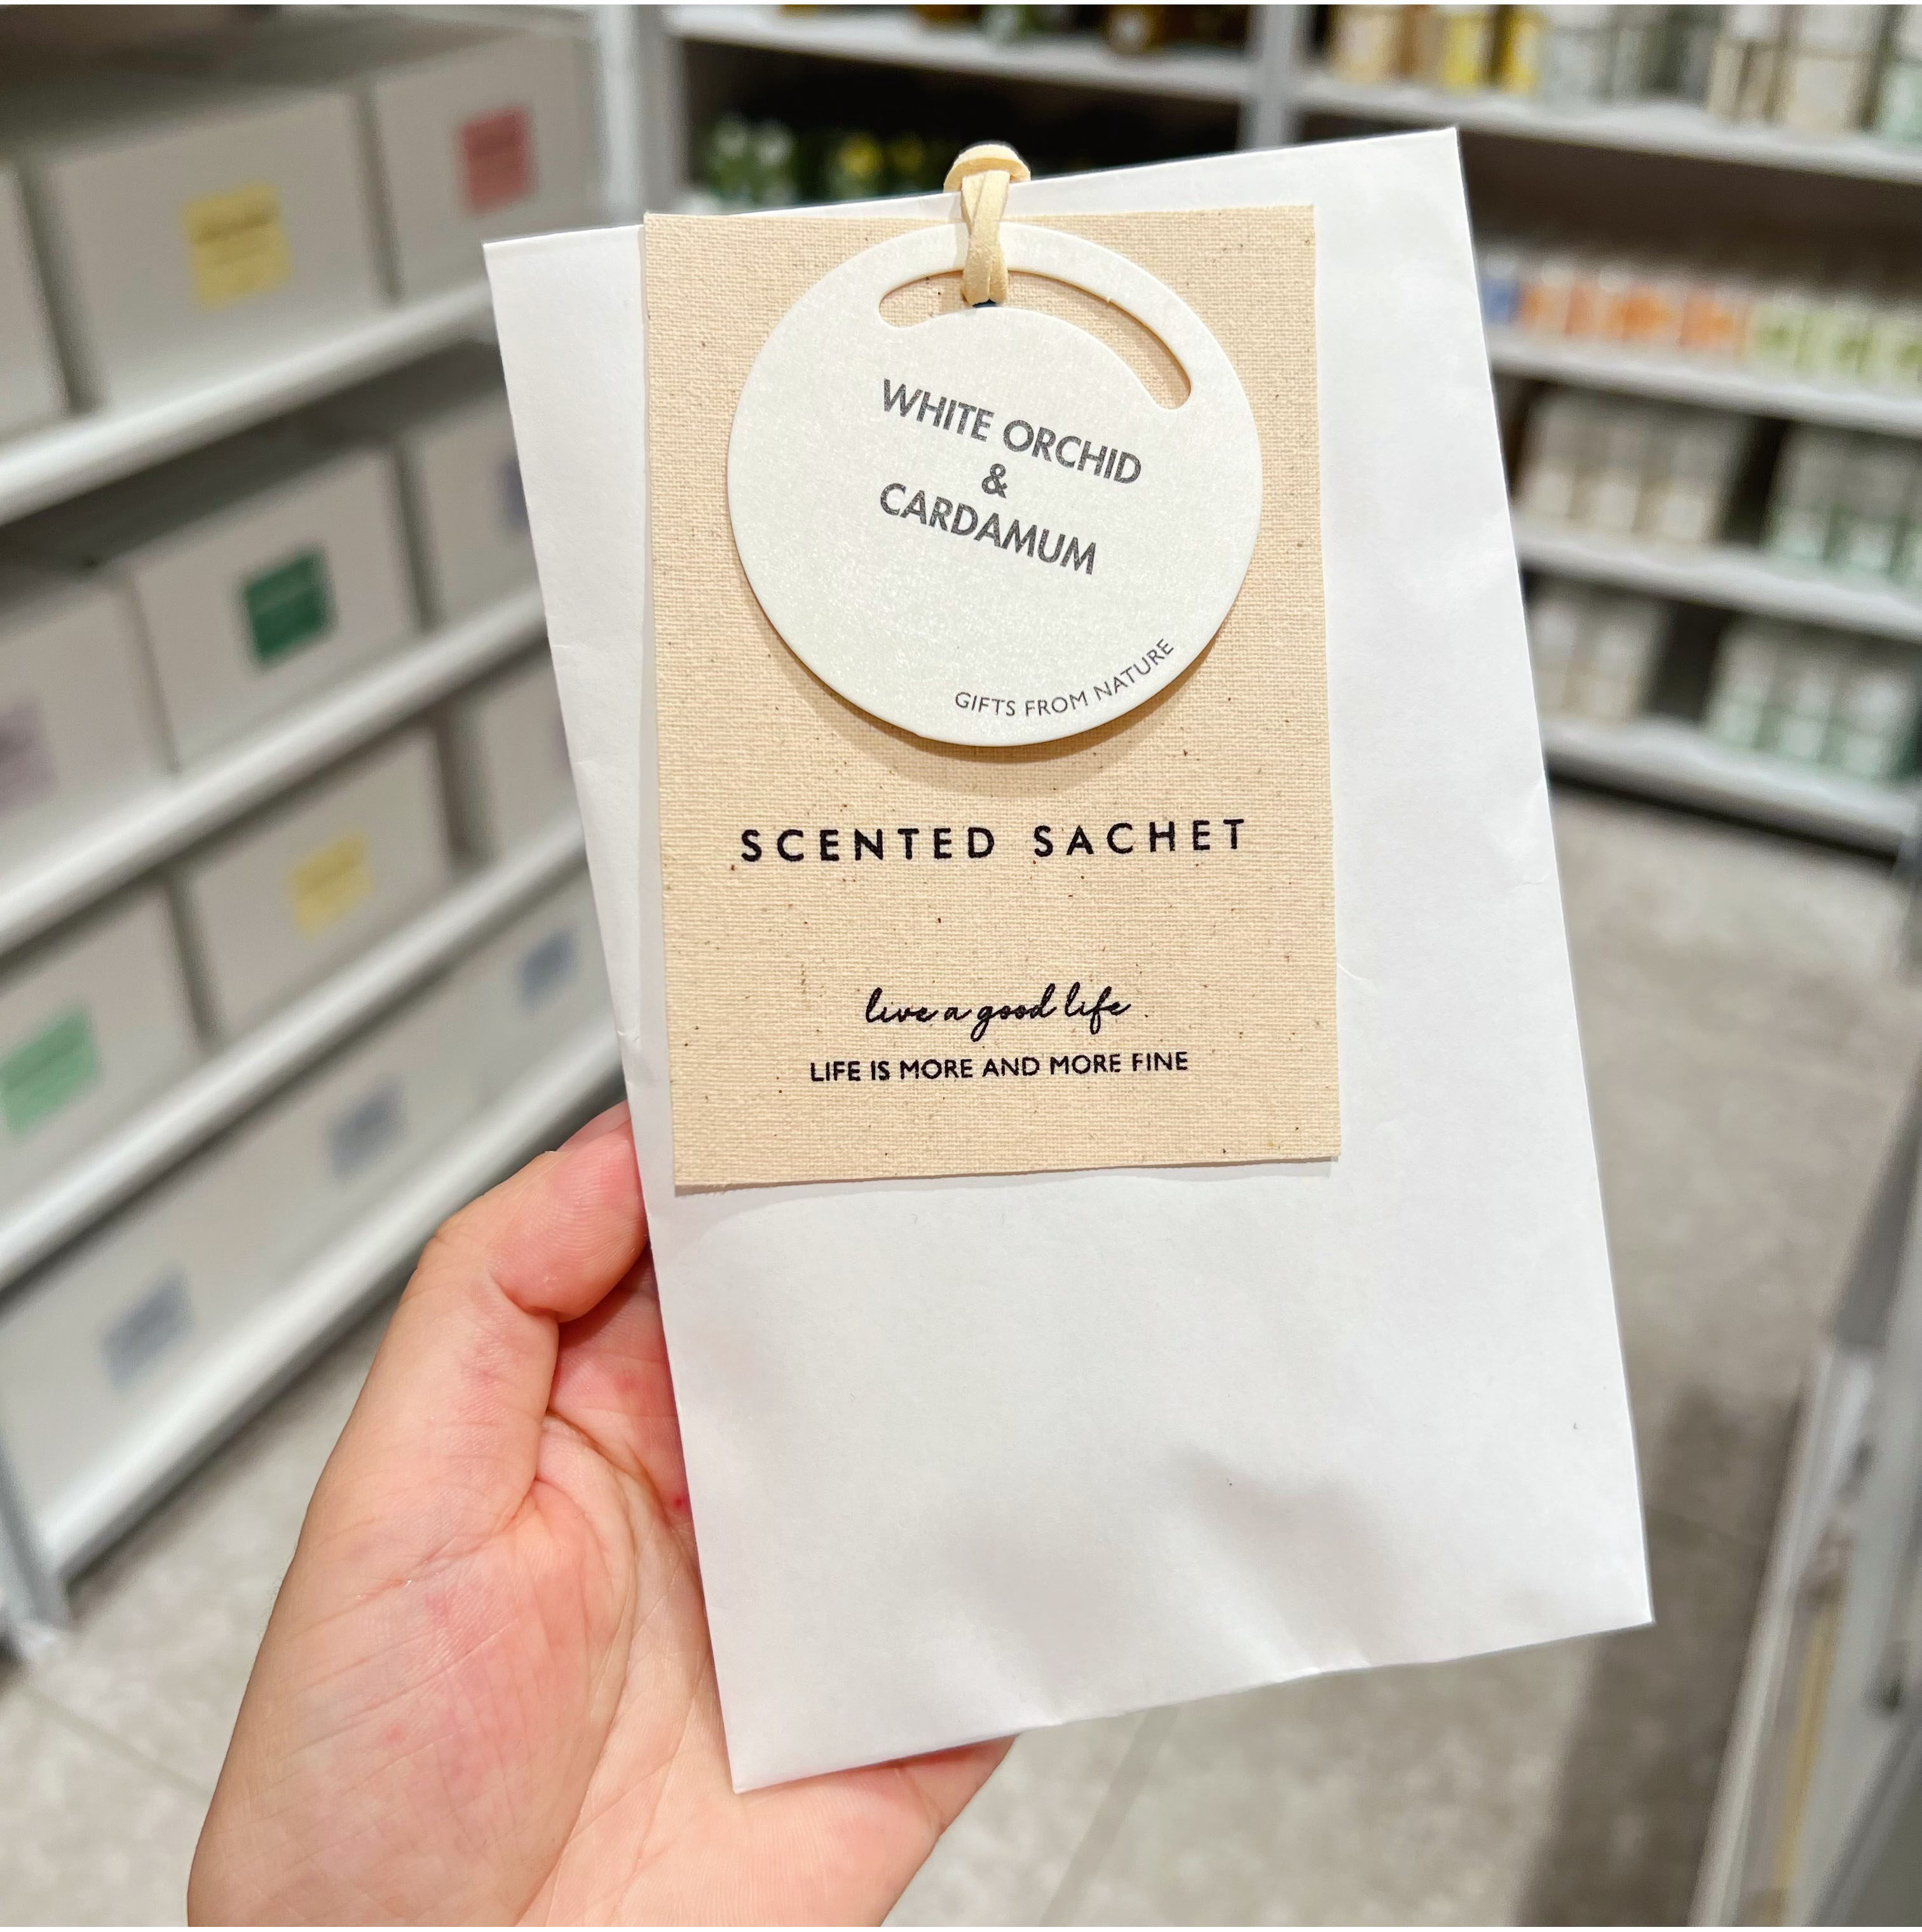 WHITE ORCHID
&
CARDAMUM
GIFTS FROM NATURE
SCENTED SACHET
live a good life
LIFE IS MORE AND MORE FINE